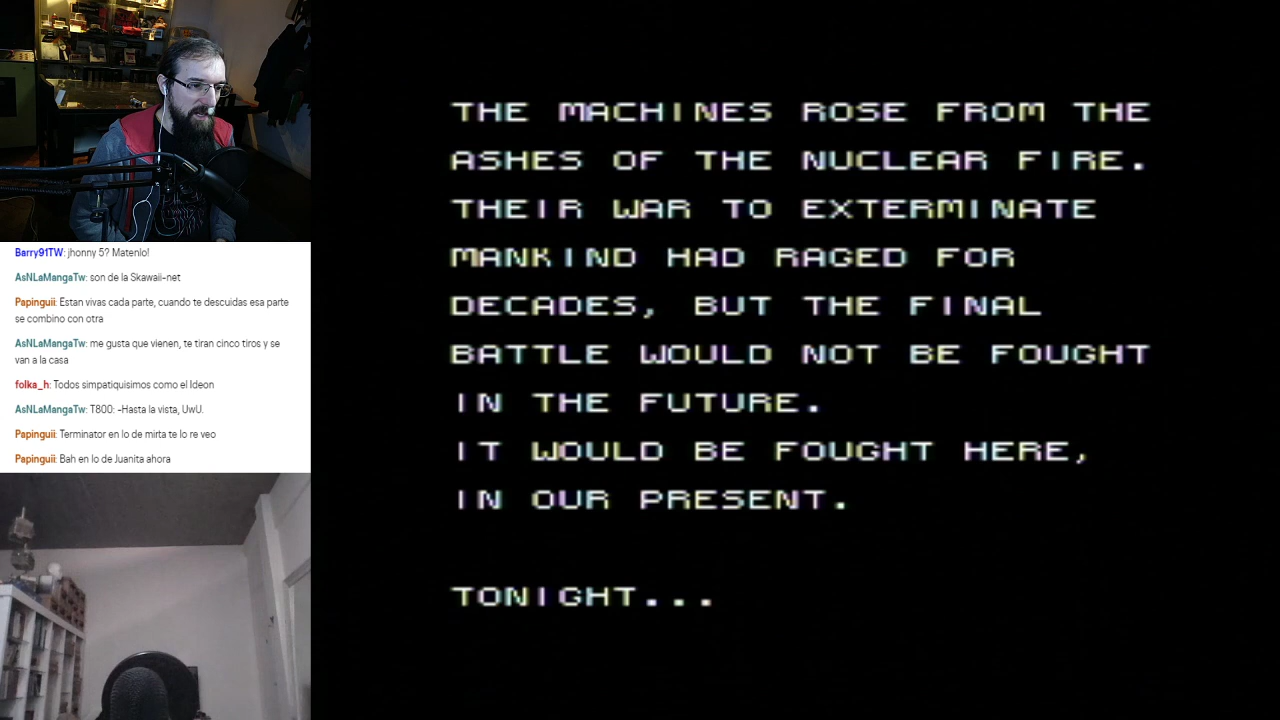 Barry91TW: jhonny 5? Matenlo!
AsNLaMangaTw: son de la Skawaii-net
Papinguii: Estan vivas cada parte, cuando te descuidas esa parte
se combino con otra
AsNLaMangaTw: me gusta que vienen, te tiran cinco tiros y se
van a la casa
folka_h: Todos simpatiquisimos como el Ideon
AsNLaMangaTw: T800: -Hasta la vista, UwU.
Papinguii: Terminator en lo de mirta te lo re veo
Papinguii: Bah en lo de Juanita ahora
THE MACHINES ROSE FROM THE
ASHES OF THE NUCLEAR FIRE.
THEIR WAR TO EXTERMINATE
MANKIND HAD RAGED FOR
DECADES, BUT THE FINAL
BATTLE WOULD NOT BE FOUGHT
IN THE FUTURE.
IT WOULD BE FOUGHT HERE,
IN OUR PRESENT.
TONIGHT...